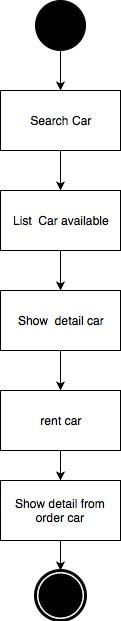 Search Car
List  Car available
Show  detail car
rent car
Show detail from
order car